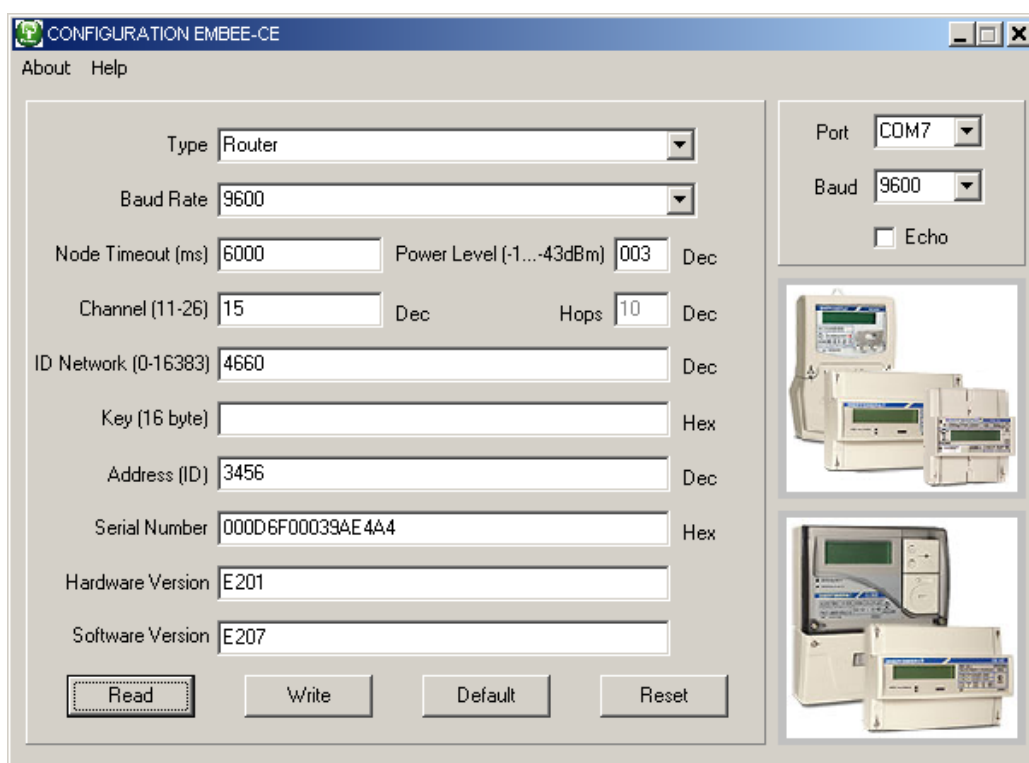 CONFIGURATION EMBEE-CE
About Help
Type Router
Baud Rate 9600
Node Timeout (ms) 6000 Power Level (-1...-43dBm) 003 Dec
Channel (11-26) 15 Dec Hops 10 Dec
ID Network (0-16383) 4660 Dec
Key (16 byte) Hex
Address (ID) 3456 Dec
Serial Number 000D6F00039AE4A4 Hex
Hardware Version E201
Software Version E207
Read Write Default Reset
Port COM7
Baud 9600
Echo